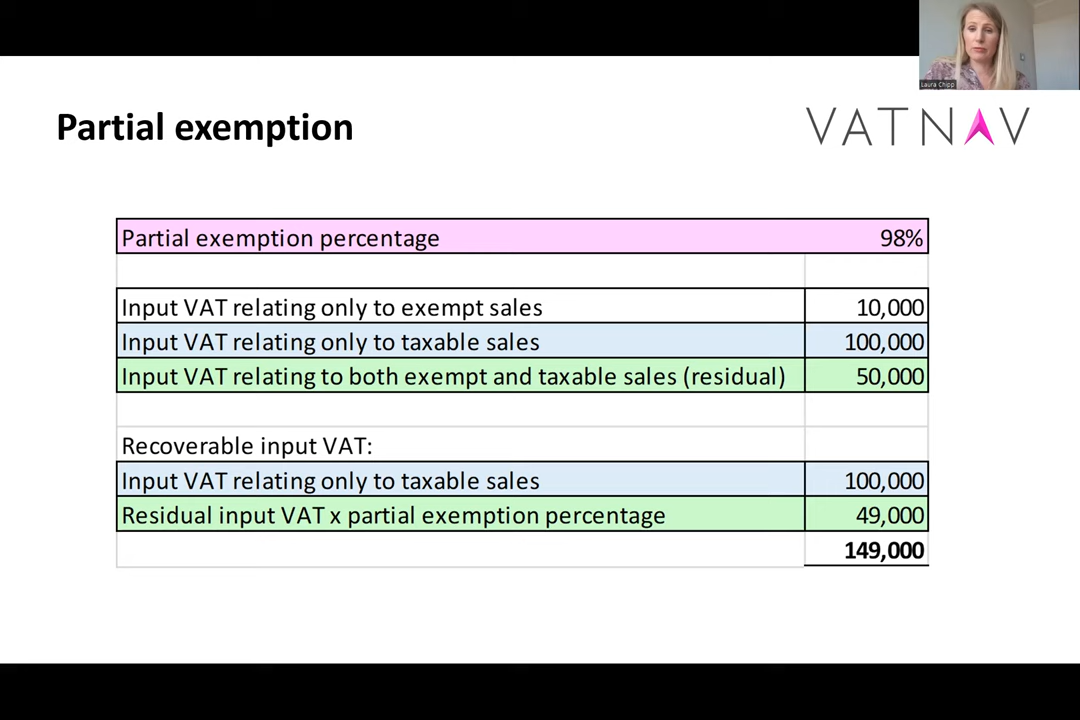 Laura Chipp
Partial exemption
VATNAV
Partial exemption percentage 98%
Input VAT relating only to exempt sales 10,000
Input VAT relating only to taxable sales 100,000
Input VAT relating to both exempt and taxable sales (residual) 50,000
Recoverable input VAT:
Input VAT relating only to taxable sales 100,000
Residual input VAT x partial exemption percentage 49,000
149,000